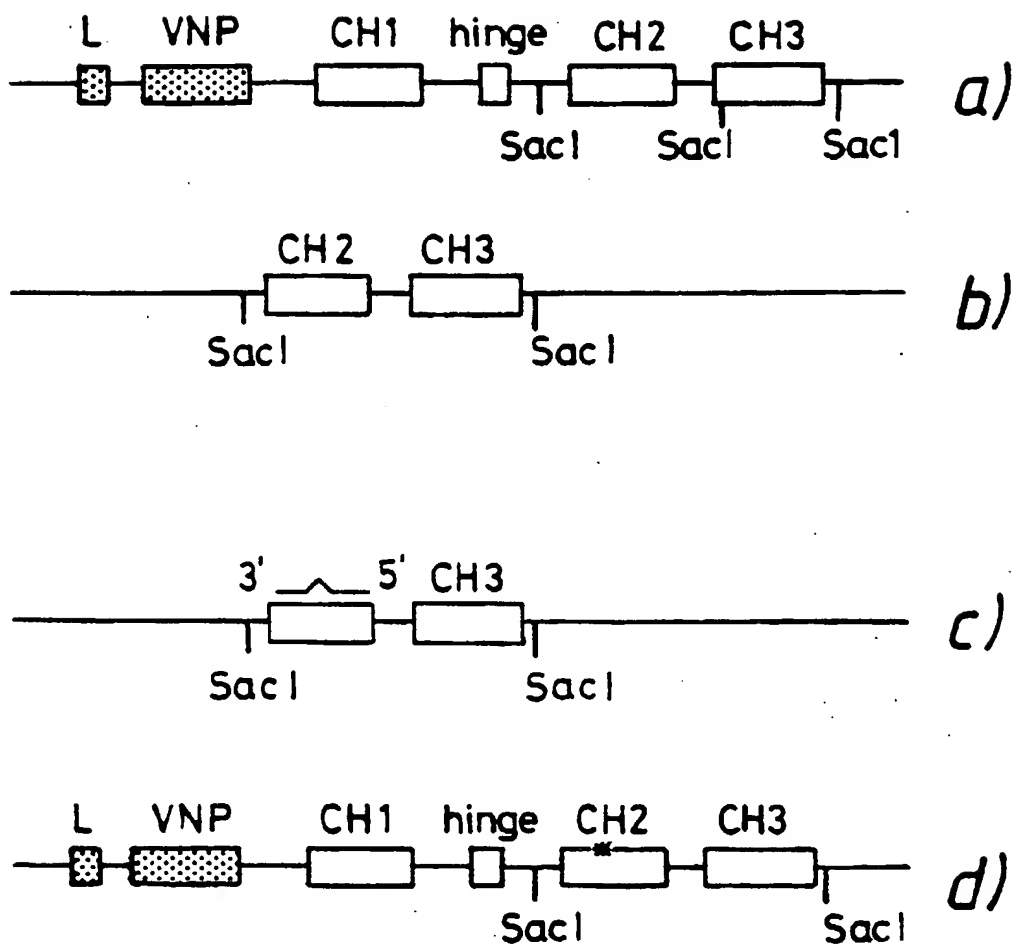 L VNP CH1 hinge CH2 CH3
a)
SacI SacI Sac1
CH2 CH3
b)
SacI SacI
3' 5' CH3
c)
SacI SacI
L VNP CH1 hinge CH2 CH3
*
d)
SacI SacI